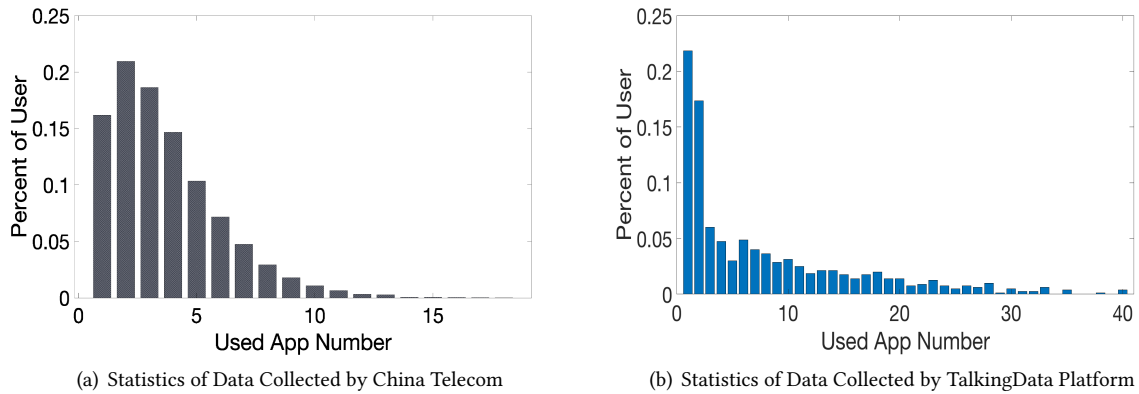 0.25
0.2
0.15
0.1
0.05
0
Percent of User
0 5 10 15
Used App Number
(a) Statistics of Data Collected by China Telecom
0.25
0.2
0.15
0.1
0.05
0
Percent of User
0 10 20 30 40
Used App Number
(b) Statistics of Data Collected by TalkingData Platform